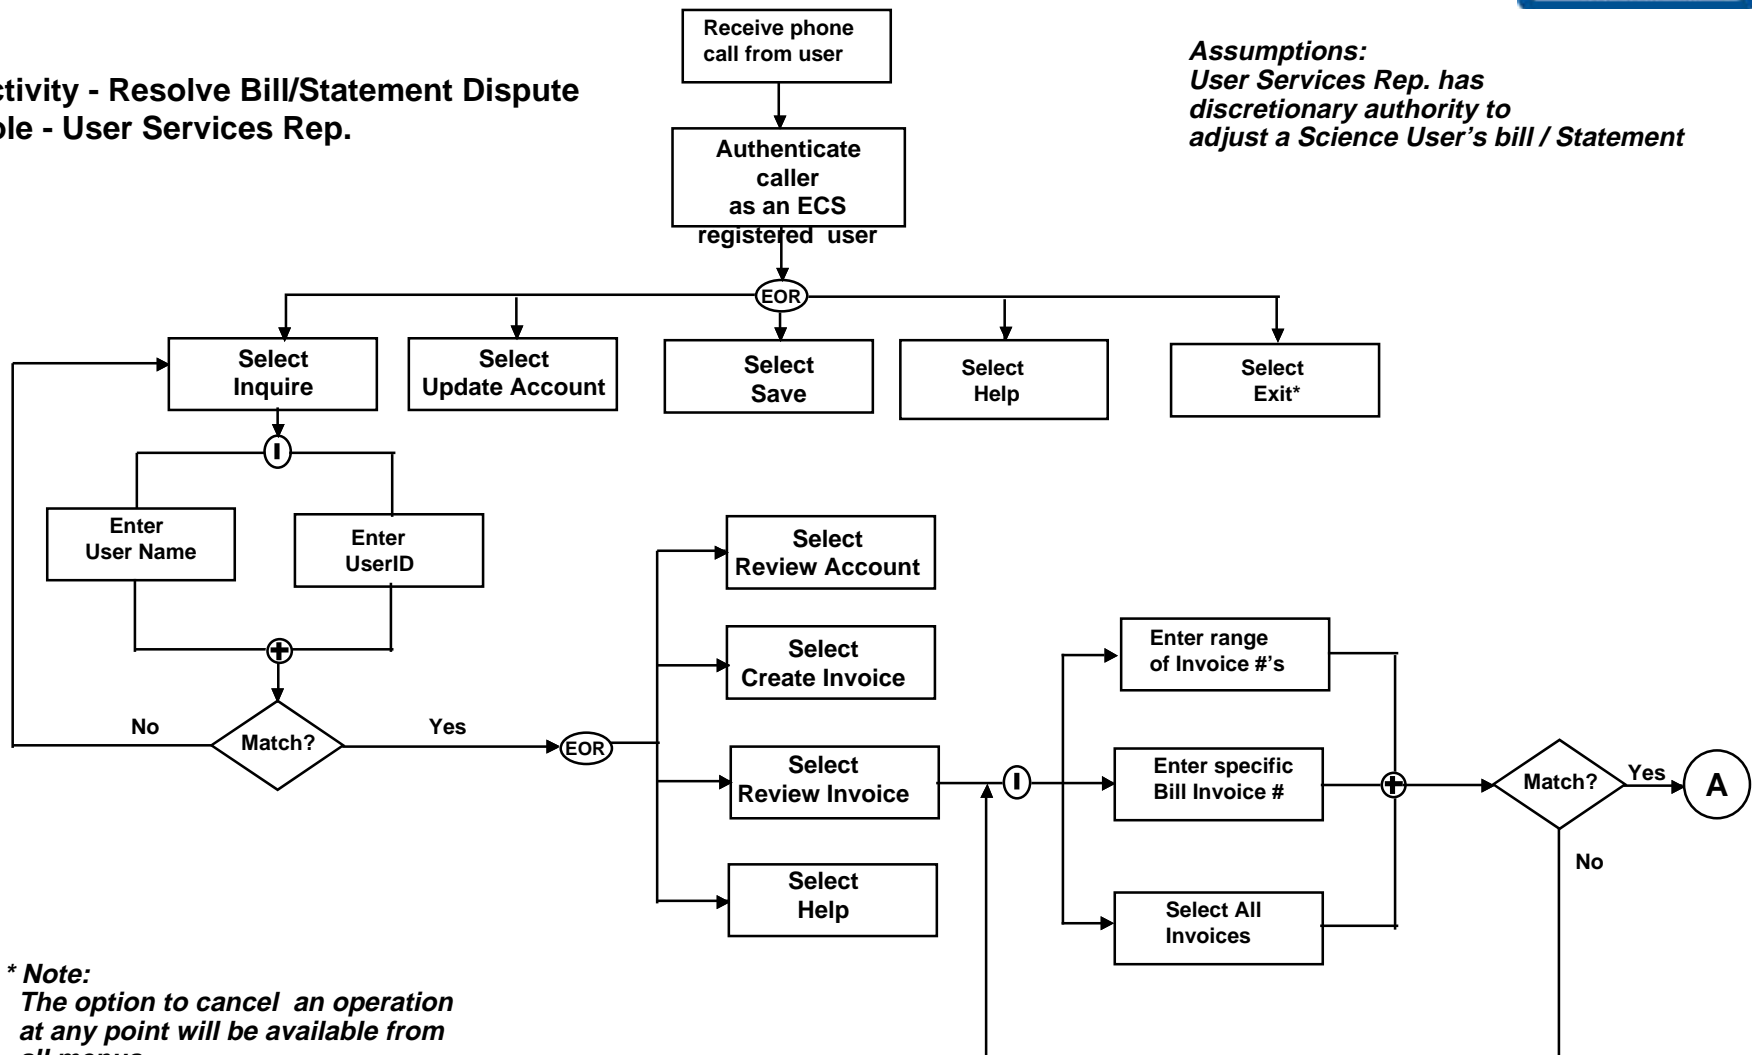 Receive phone
call from user
Assumptions:
User Services Rep. has
discretionary authority to
adjust a Science User's bill / Statement
ctivity - Resolve Bill/Statement Dispute
ole - User Services Rep.
Authenticate
caller
as an ECS
registered user
EOR
Select
Inquire
Select
Update Account
Select
Save
Select
Help
Select
Exit*
I
Enter
User Name
Enter
UserID
+
No
Match?
Yes
EOR
Select
Review Account
Select
Create Invoice
Select
Review Invoice
Select
Help
I
Enter range
of Invoice #'s
Enter specific
Bill Invoice #
Select All
Invoices
+
Match?
Yes
A
No
* Note:
The option to cancel an operation
at any point will be available from
all menus